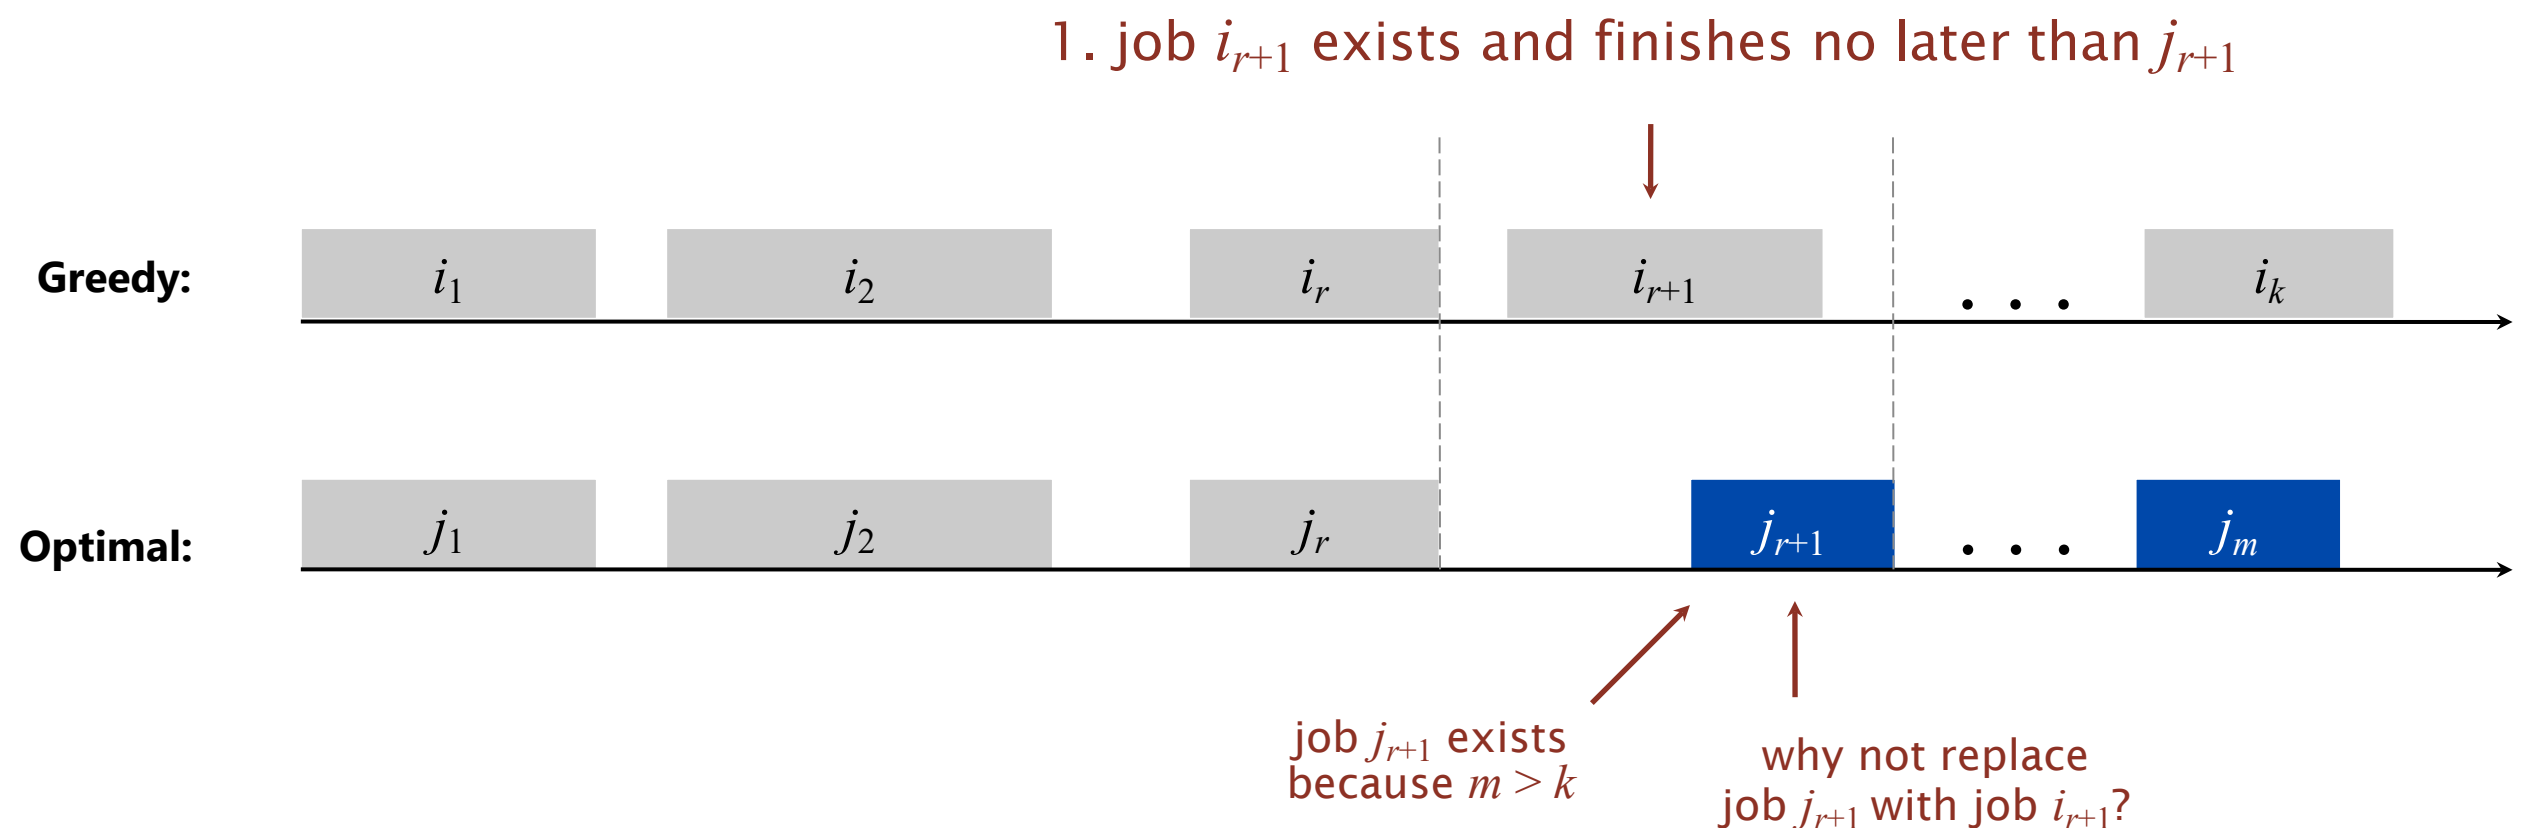 1. job i_{r+1} exists and finishes no later than j_{r+1}
Greedy: i_1 i_2 i_r i_{r+1} . . . i_k
Optimal: j_1 j_2 j_r j_{r+1} . . . j_m
job j_{r+1} exists
because m > k
why not replace
job j_{r+1} with job i_{r+1}?